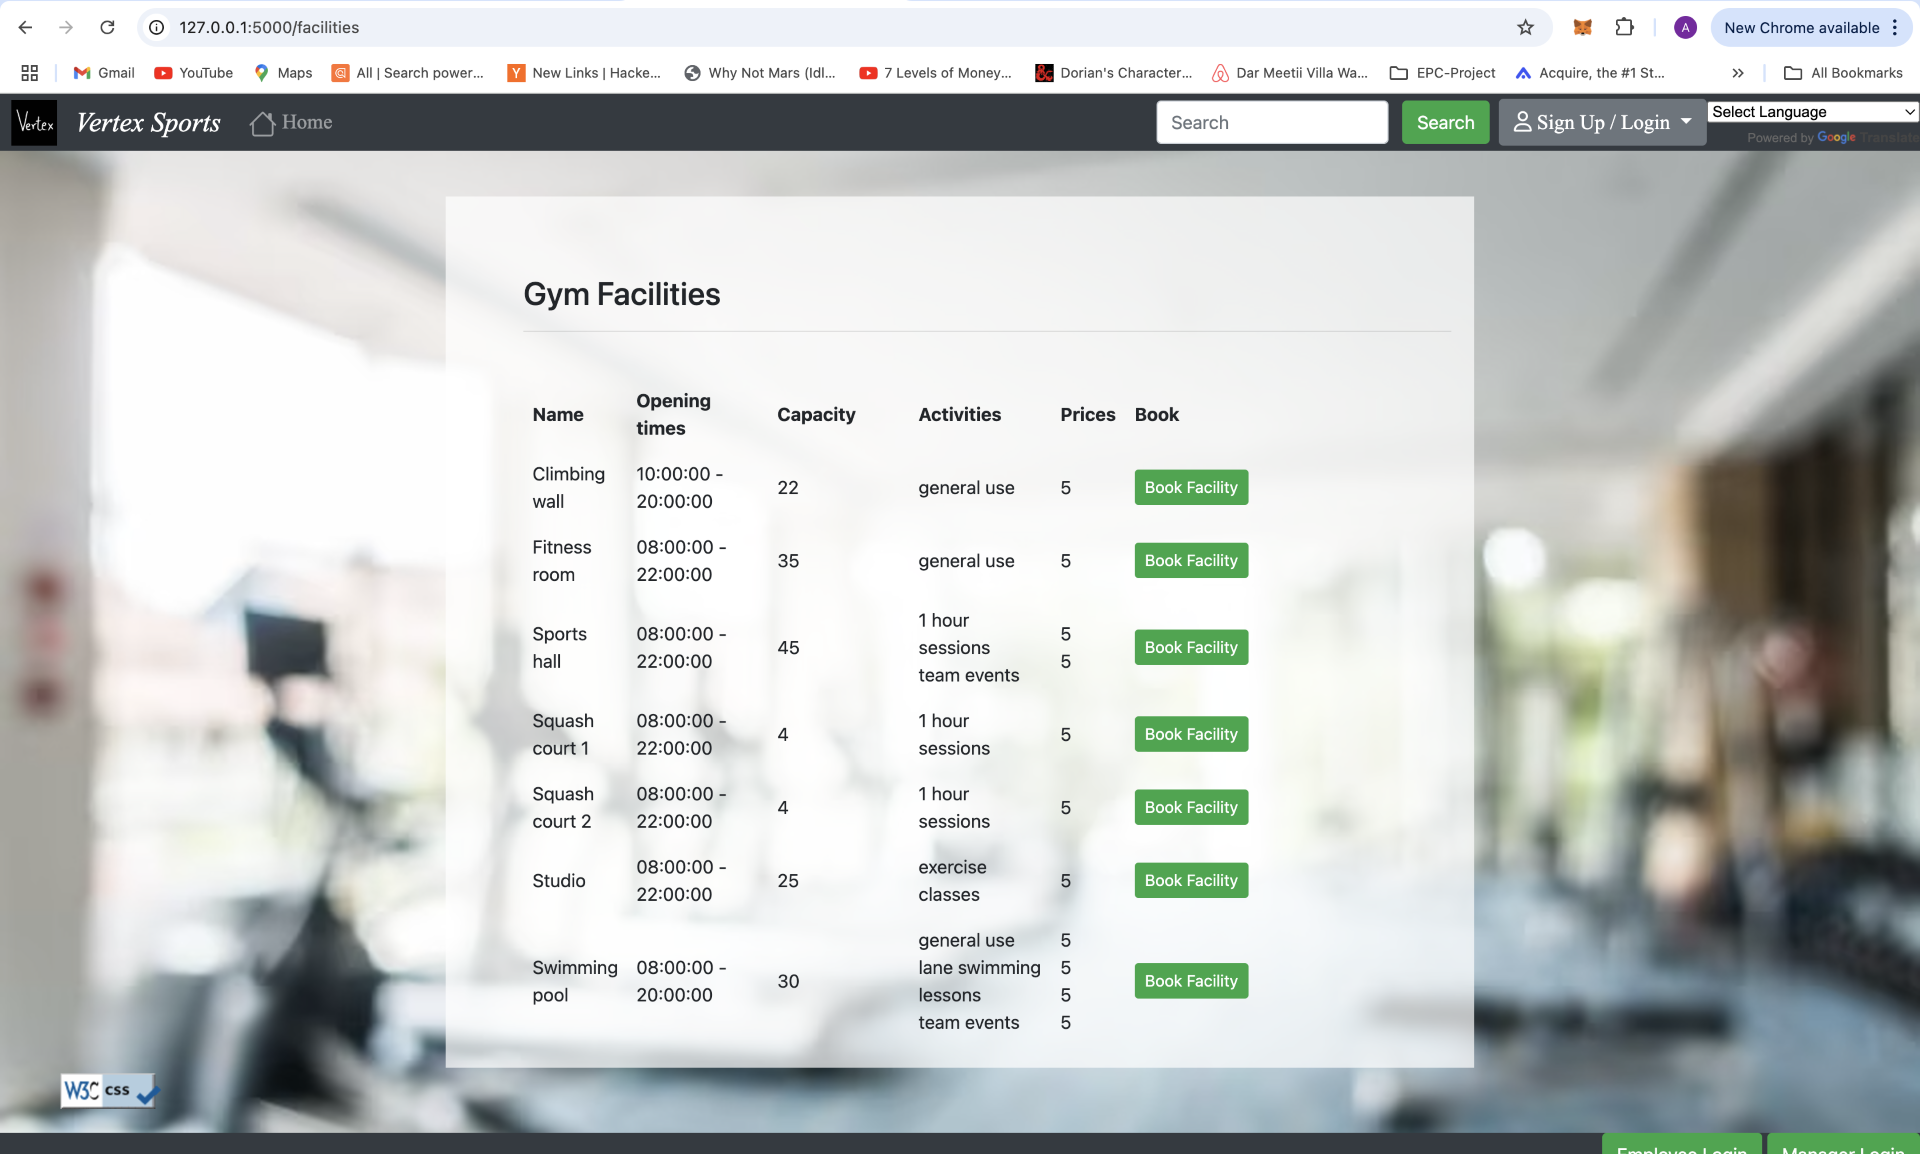 127.0.0.1:5000/facilities
A
New Chrome available
Gmail
YouTube
Maps
All | Search power...
Y
New Links | Hacke...
Why Not Mars (Idl...
7 Levels of Money...
Dorian's Character...
Dar Meetii Villa Wa...
EPC-Project
Acquire, the #1 St...
All Bookmarks
Vertex
Vertex Sports
Home
Search
Search
Sign Up / Login
Select Language
Powered by Google Translate
Gym Facilities
Name
Opening
times
Capacity
Activities
Prices
Book
Climbing
wall
10:00:00 -
20:00:00
22
general use
5
Book Facility
Fitness
room
08:00:00 -
22:00:00
35
general use
5
Book Facility
Sports
hall
08:00:00 -
22:00:00
45
1 hour
sessions
team events
5
5
Book Facility
Squash
court 1
08:00:00 -
22:00:00
4
1 hour
sessions
5
Book Facility
Squash
court 2
08:00:00 -
22:00:00
4
1 hour
sessions
5
Book Facility
Studio
08:00:00 -
22:00:00
25
exercise
classes
5
Book Facility
Swimming
pool
08:00:00 -
20:00:00
30
general use
lane swimming
lessons
team events
5
5
5
5
Book Facility
W3C css
Employee Login
Manager Login